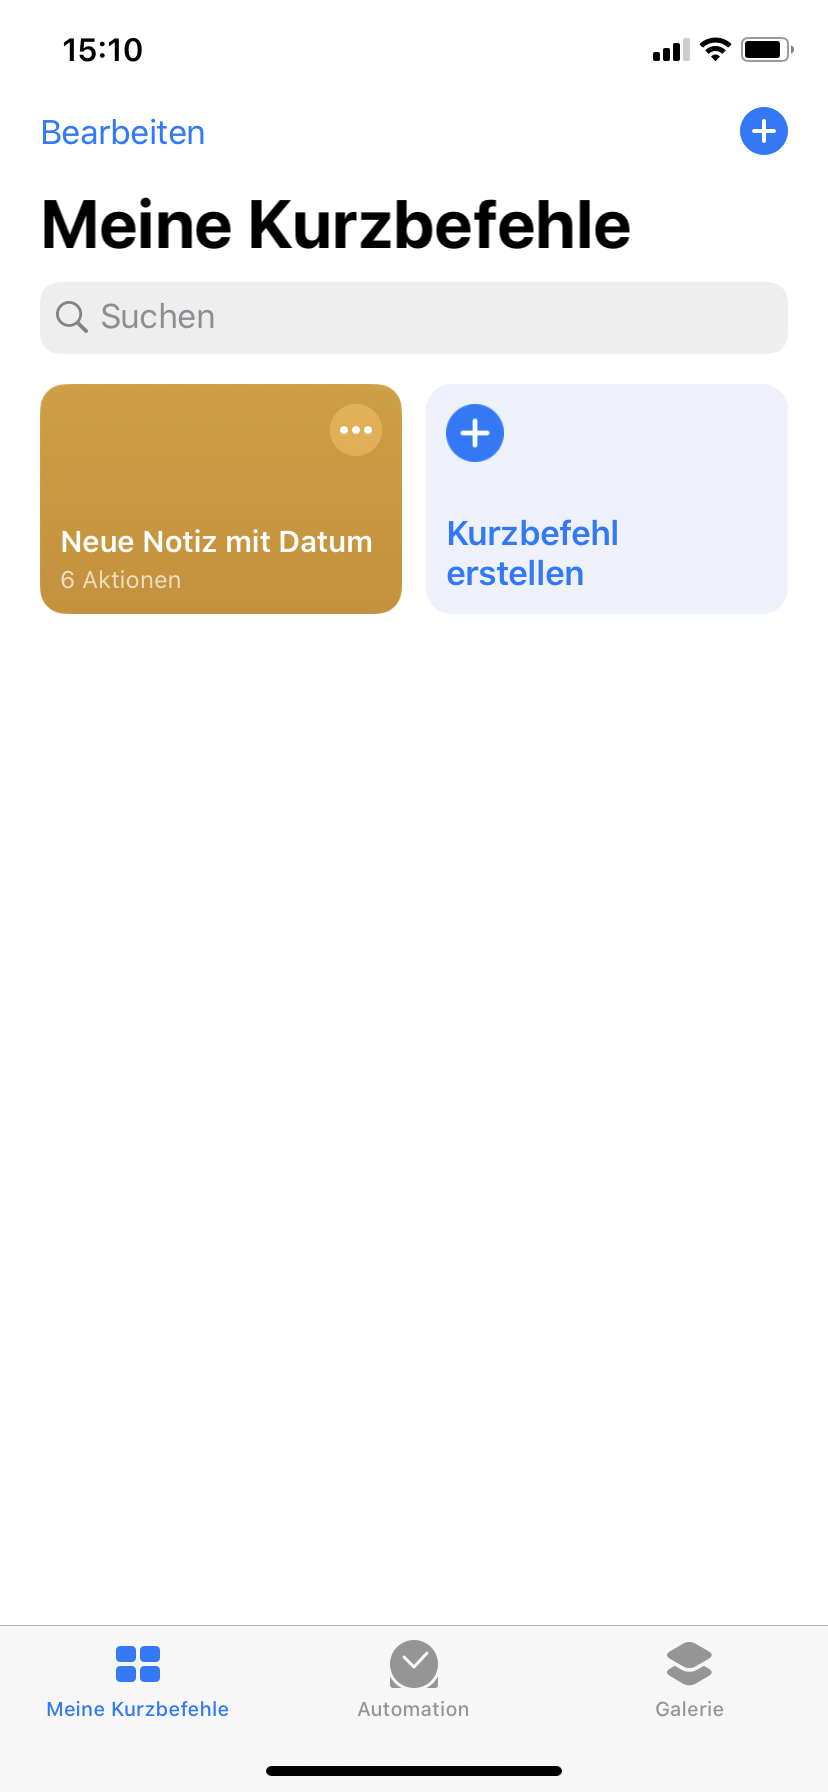 15:10
Bearbeiten
Meine Kurzbefehle
Suchen
Neue Notiz mit Datum
6 Aktionen
Kurzbefehl
erstellen
Meine Kurzbefehle
Automation
Galerie